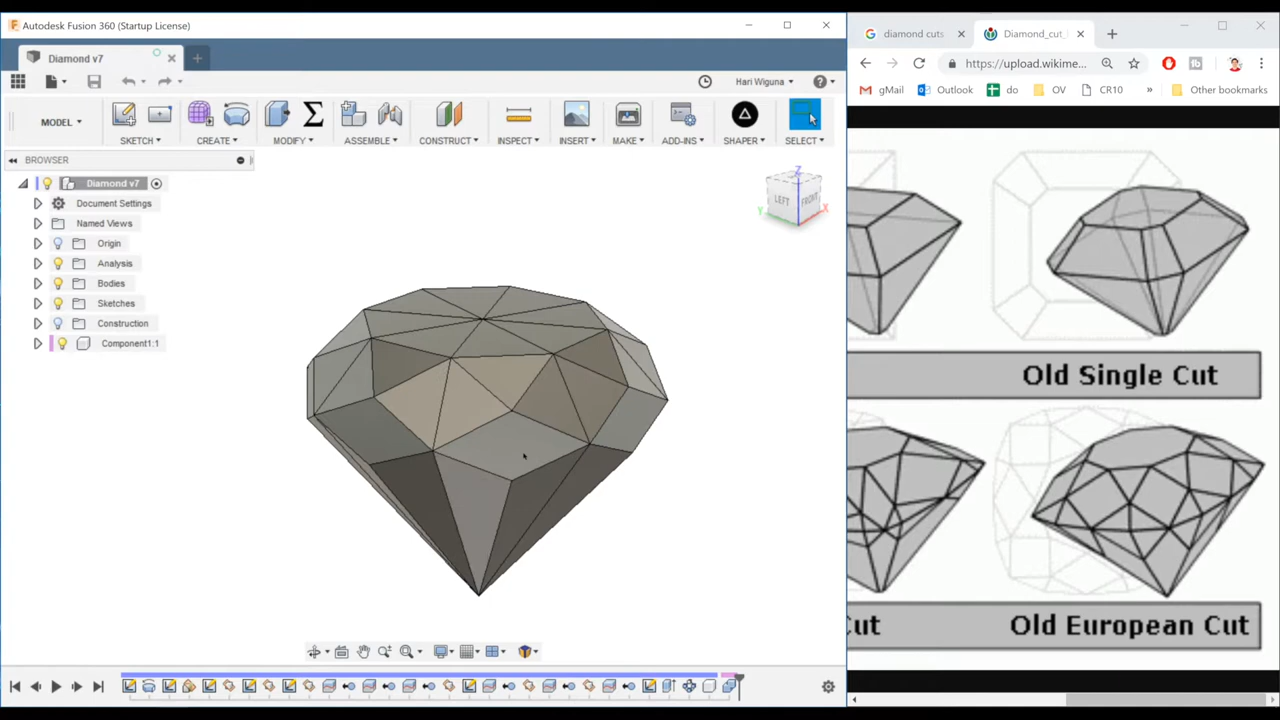 Autodesk Fusion 360 (Startup License)
Diamond v7
Hari Wiguna
MODEL
SKETCH
CREATE
MODIFY
ASSEMBLE
CONSTRUCT
INSPECT
INSERT
MAKE
ADD-INS
SHAPER
SELECT
BROWSER
Diamond v7
Document Settings
Named Views
Origin
Analysis
Bodies
Sketches
Construction
Component1:1
Z
LEFT
FRONT
Y
X
diamond cuts
Diamond_cut_
https://upload.wikime...
gMail
Outlook
do
OV
CR10
»
Other bookmarks
Old Single Cut
Cut
Old European Cut